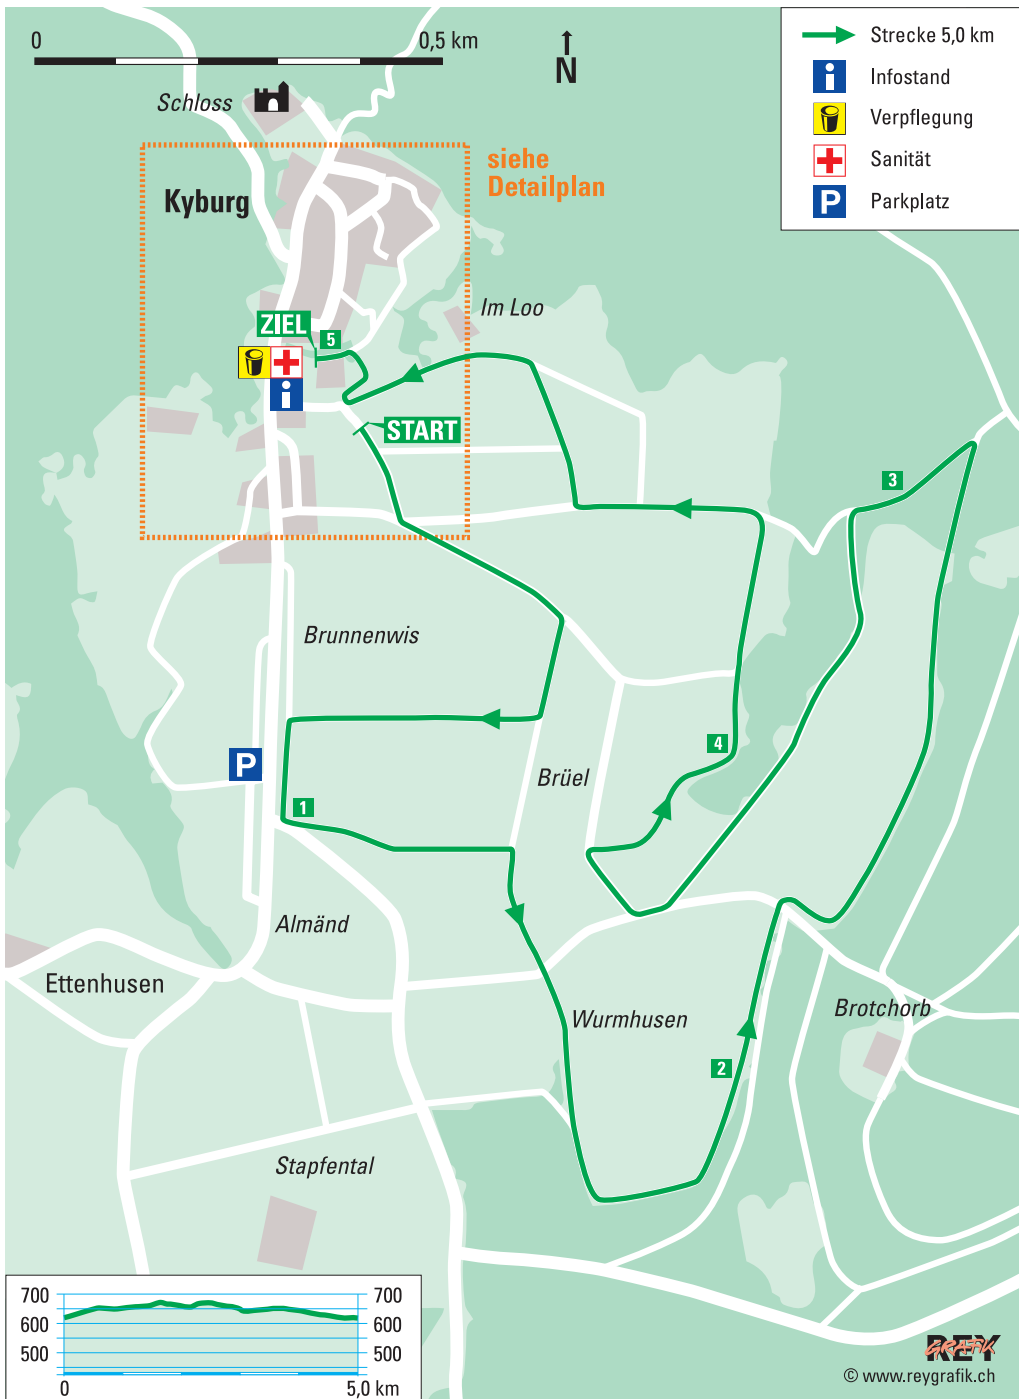 0 0,5 km
N
Strecke 5,0 km
Infostand
Verpflegung
Sanität
P Parkplatz
Schloss
siehe
Detailplan
Kyburg
Im Loo
ZIEL
5
START
3
Brunnenwis
4
P
Brüel
1
Almänd
Ettenhusen
Brotchorb
Wurmhusen
2
Stapfental
700 700
600 600
500 500
0 5,0 km
REY
GRAFIK
© www.reygrafik.ch